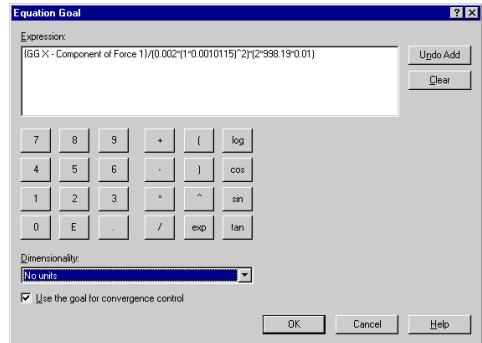 Equation Goal
Expression:
{GG X - Component of Force 1}/(0.002*(1*0.0010115)^2)*(2*998.19*0.01)
Undo Add
Clear
7 8 9 + ( log
4 5 6 - ) cos
1 2 3 * ^ sin
0 E . / exp tan
Dimensionality:
No units
Use the goal for convergence control
OK Cancel Help